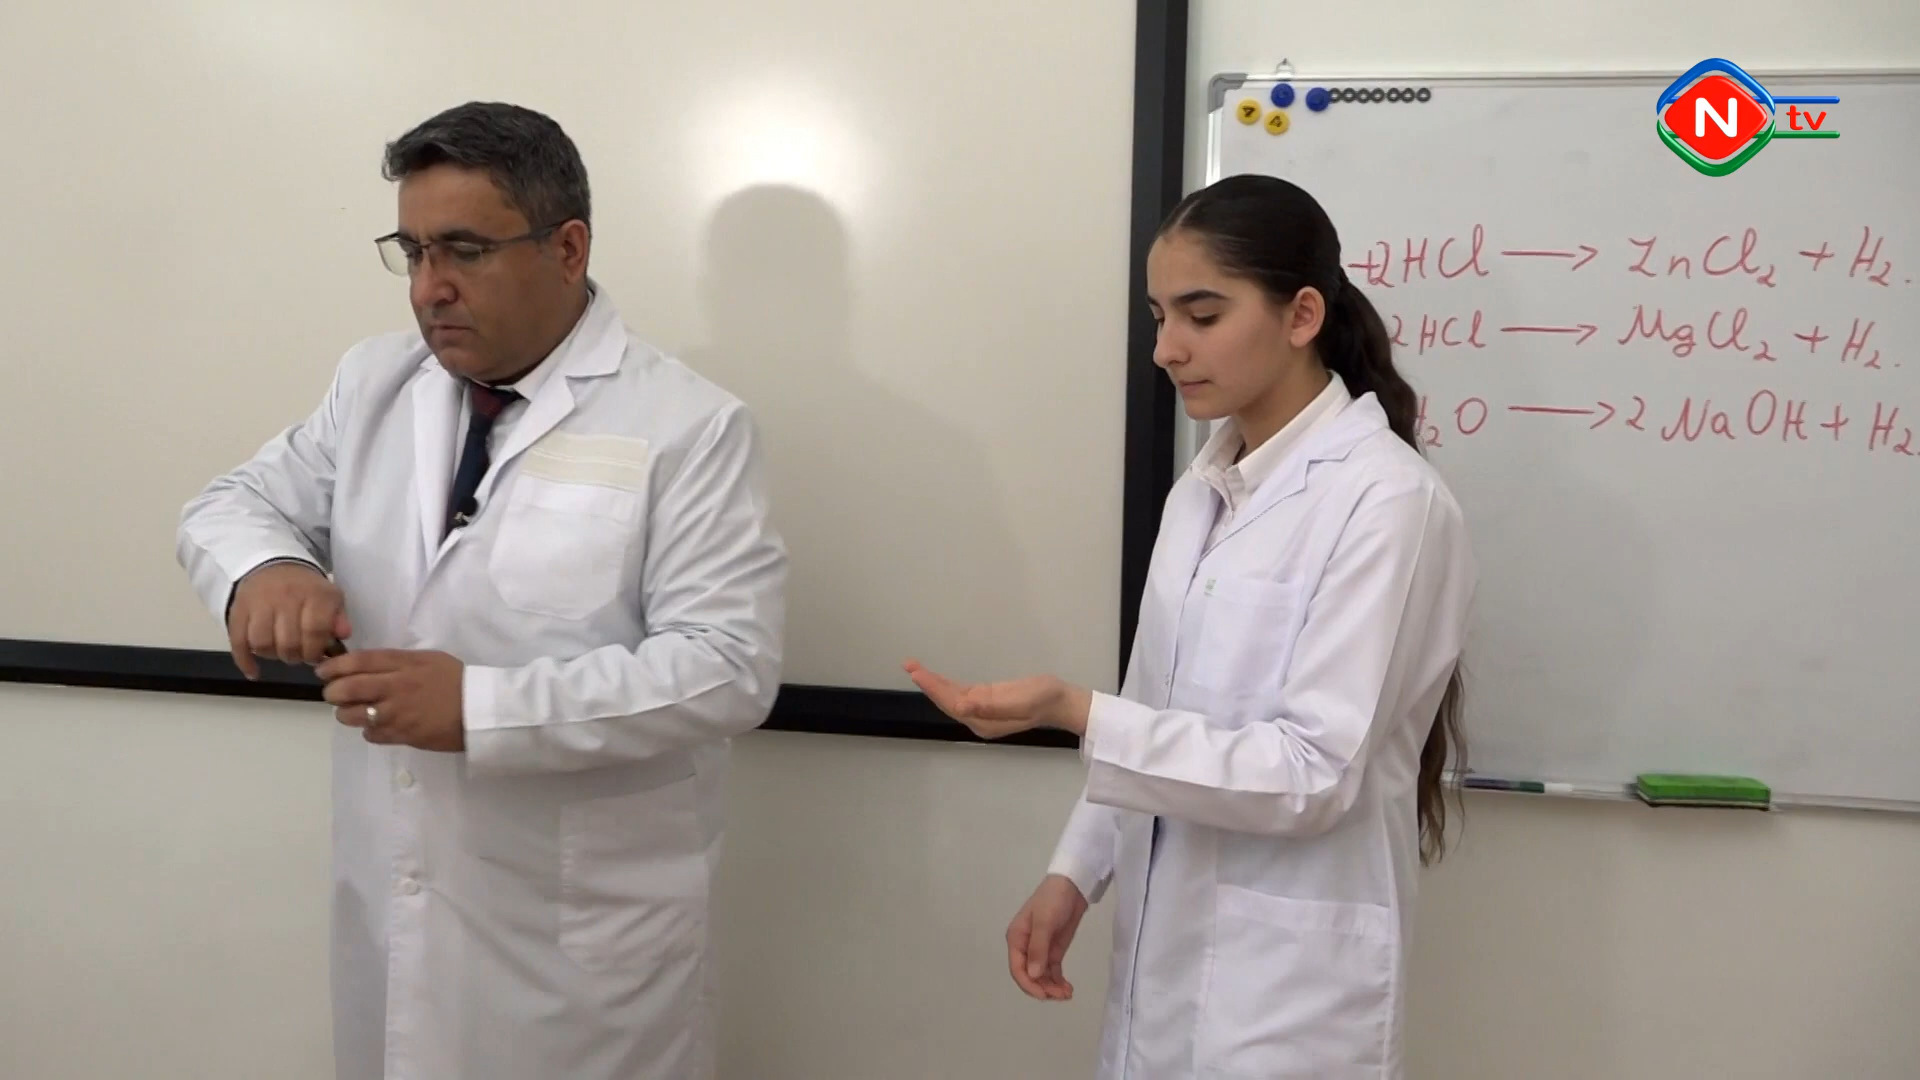 N tv
+2HCl → ZnCl₂ + H₂.
2HCl → MgCl₂ + H₂.
H₂O → 2NaOH + H₂.